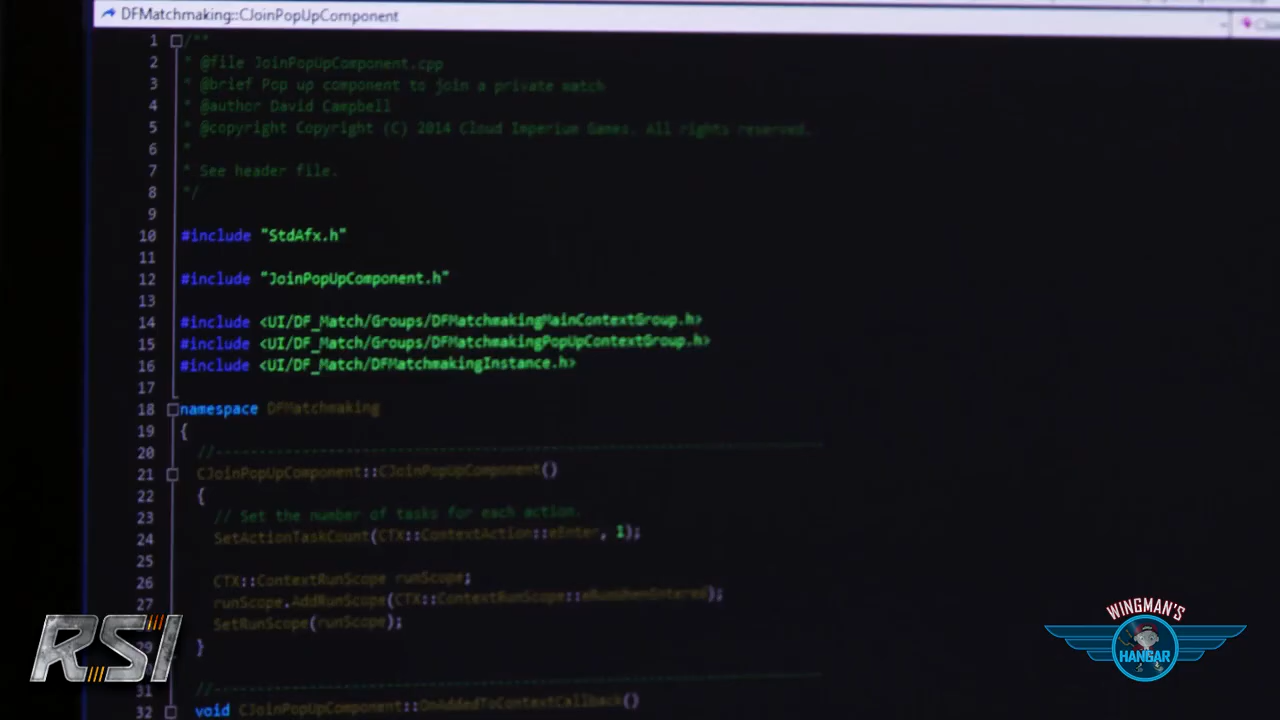 DFMatchmaking::CJoinPopUpComponent
1 /**
2 * @file JoinPopUpComponent.cpp
3 * @brief Pop up component to join a private match
4 * @author David Campbell
5 * @copyright Copyright (C) 2014 Cloud Imperium Games. All rights reserved.
6 *
7 * See header file.
8 */
9
10 #include "StdAfx.h"
11
12 #include "JoinPopUpComponent.h"
13
14 #include <UI/DF_Match/Groups/DFMatchmakingMainContextGroup.h>
15 #include <UI/DF_Match/Groups/DFMatchmakingPopUpContextGroup.h>
16 #include <UI/DF_Match/DFMatchmakingInstance.h>
17
18 namespace DFMatchmaking
19 {
20 //--------------------------------------------------------------------------
21 CJoinPopUpComponent::CJoinPopUpComponent()
22 {
23 // Set the number of tasks for each action.
24 SetActionTaskCount(CTX::ContextAction::eEnter, 1);
25
26 CTX::ContextRunScope runScope;
27 runScope.AddRunScope(CTX::ContextRunScope::eRunWhenEntered);
SetRunScope(runScope);
29 }
31 //--------------------------------------------------------------------------
32 void CJoinPopUpComponent::OnAddedToContextCallback()
RSI
WINGMAN'S
HANGAR